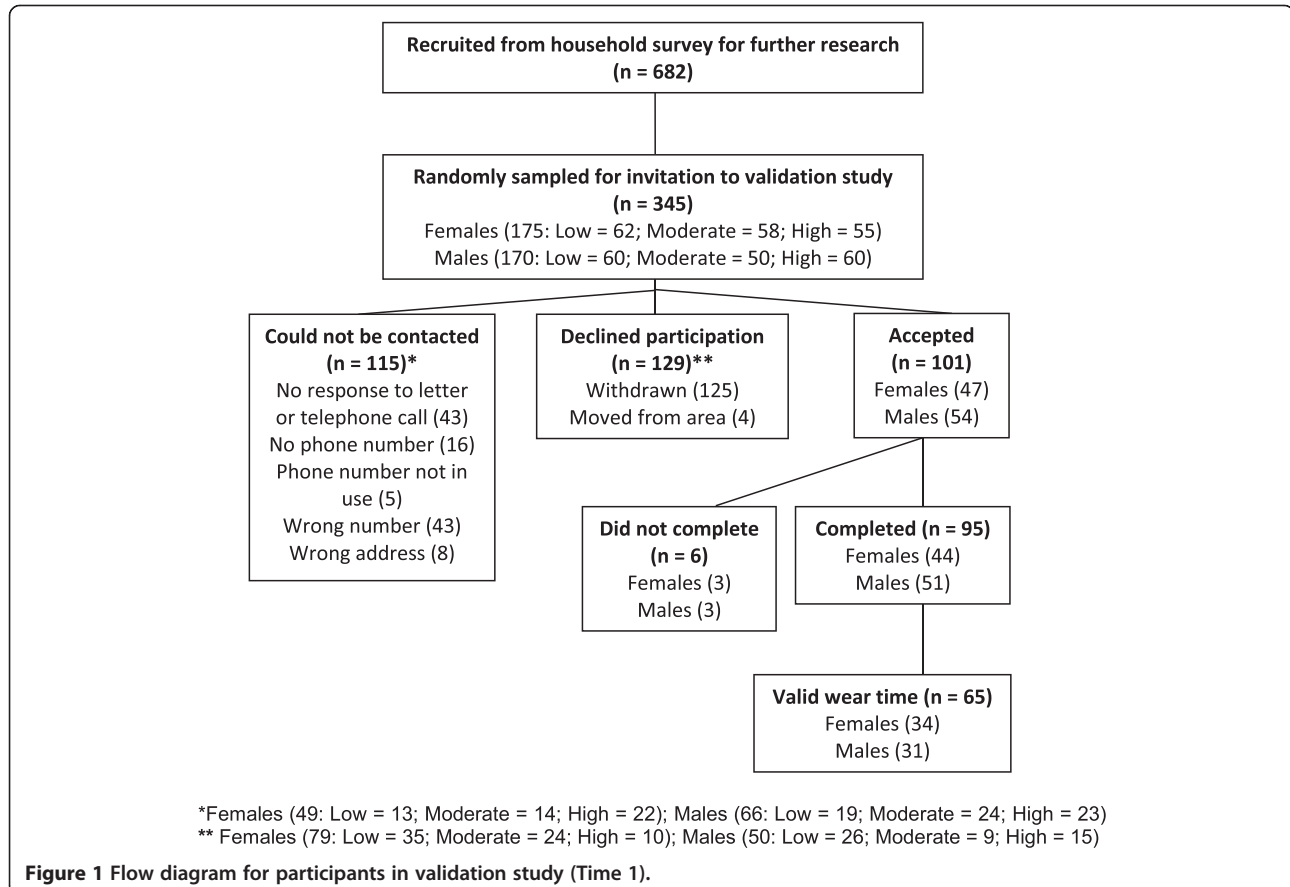 Recruited from household survey for further research
(n = 682)
Randomly sampled for invitation to validation study
(n = 345)
Females (175: Low = 62; Moderate = 58; High = 55)
Males (170: Low = 60; Moderate = 50; High = 60)
Could not be contacted
(n = 115)*
No response to letter
or telephone call (43)
No phone number (16)
Phone number not in
use (5)
Wrong number (43)
Wrong address (8)
Declined participation
(n = 129)**
Withdrawn (125)
Moved from area (4)
Accepted
(n = 101)
Females (47)
Males (54)
Did not complete
(n = 6)
Females (3)
Males (3)
Completed (n = 95)
Females (44)
Males (51)
Valid wear time (n = 65)
Females (34)
Males (31)
*Females (49: Low = 13; Moderate = 14; High = 22); Males (66: Low = 19; Moderate = 24; High = 23)
** Females (79: Low = 35; Moderate = 24; High = 10); Males (50: Low = 26; Moderate = 9; High = 15)
Figure 1 Flow diagram for participants in validation study (Time 1).